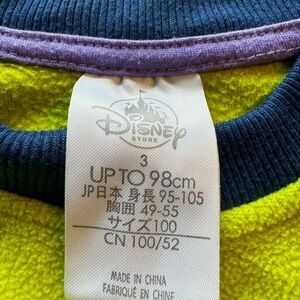 Disney
STORE
3
UP TO 98cm
JP日本 身長 95-105
胸囲 49-55
サイズ100
CN 100/52
MADE IN CHINA
FABRIQUÉ EN CHINE